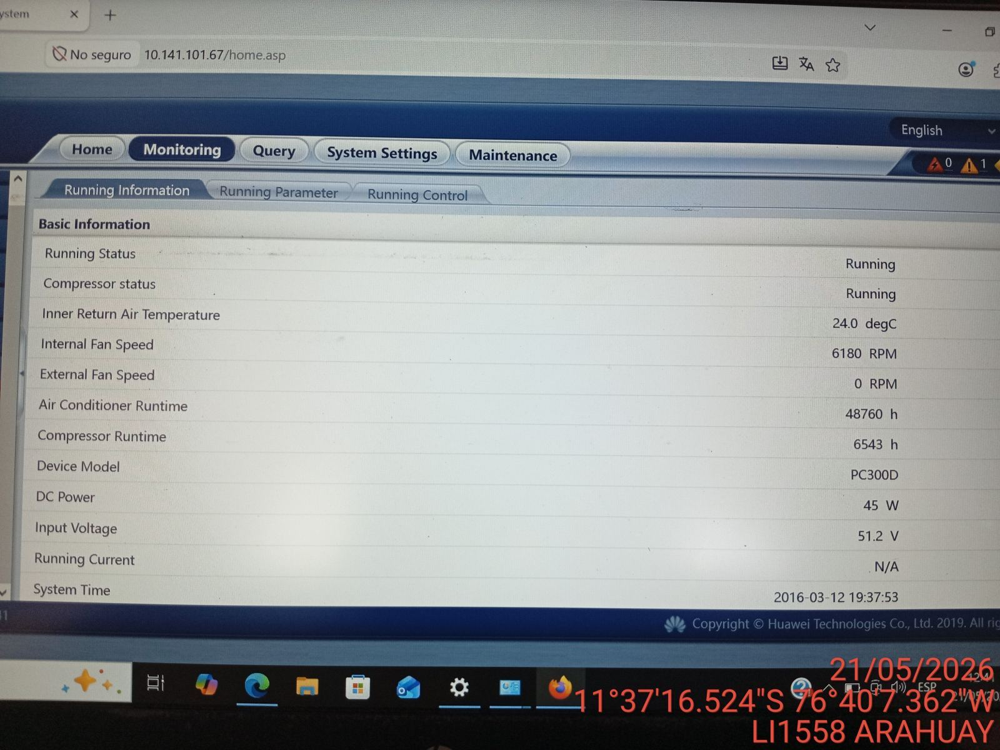 ystem
No seguro 10.141.101.67/home.asp
English
Home Monitoring Query System Settings Maintenance
0 1
Running Information Running Parameter Running Control
Basic Information
Running Status Running
Compressor status Running
Inner Return Air Temperature 24.0 degC
Internal Fan Speed 6180 RPM
External Fan Speed 0 RPM
Air Conditioner Runtime 48760 h
Compressor Runtime 6543 h
Device Model PC300D
DC Power 45 W
Input Voltage 51.2 V
Running Current N/A
System Time 2016-03-12 19:37:53
Copyright © Huawei Technologies Co., Ltd. 2019. All rig
ESP
21/05/2026
11°37'16.524"S 76°40'7.362"W
LI1558 ARAHUAY